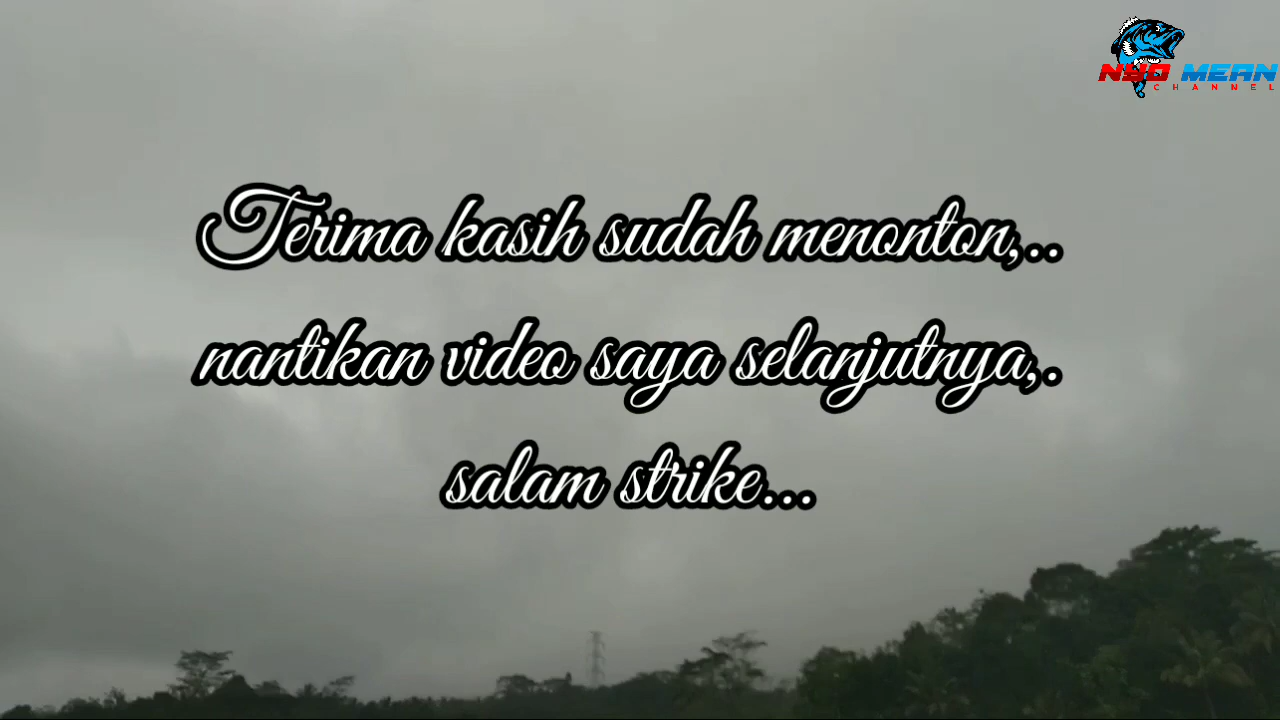 NYO MEAN
CHANNEL
Terima kasih sudah menonton,..
nantikan video saya selanjutnya,.
salam strike...